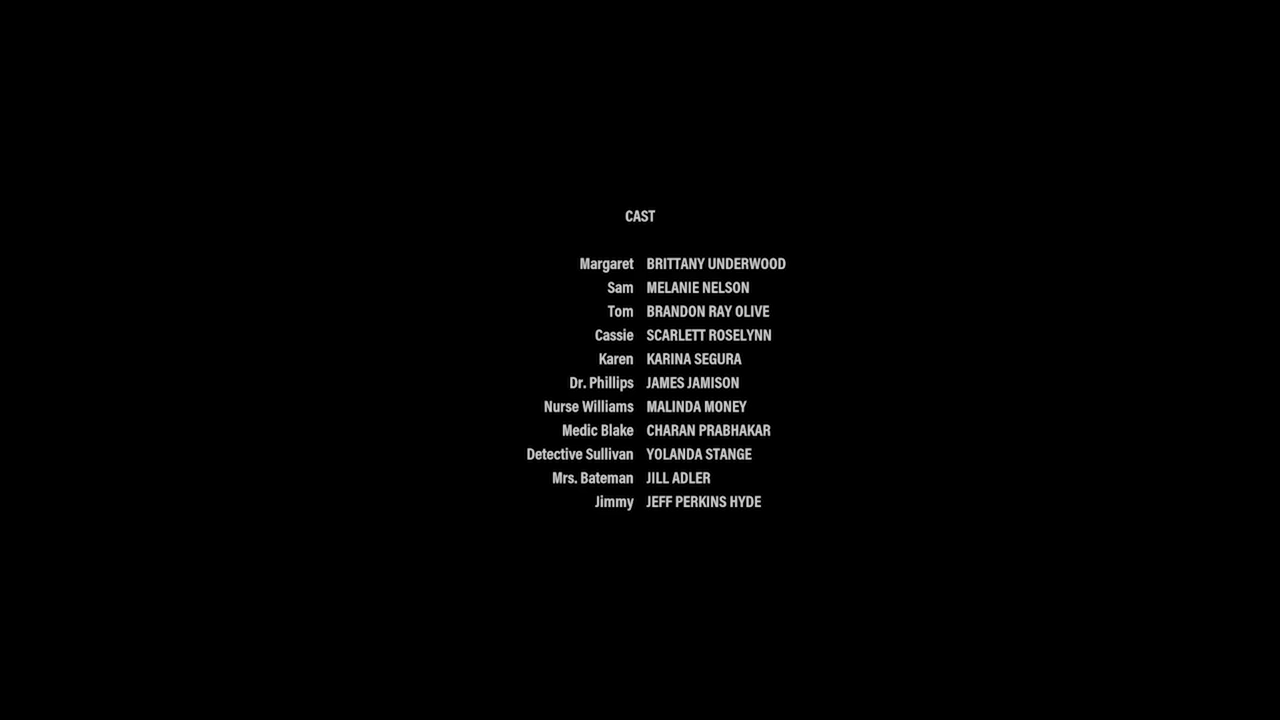 CAST
Margaret BRITTANY UNDERWOOD
Sam MELANIE NELSON
Tom BRANDON RAY OLIVE
Cassie SCARLETT ROSELYNN
Karen KARINA SEGURA
Dr. Phillips JAMES JAMISON
Nurse Williams MALINDA MONEY
Medic Blake CHARAN PRABHAKAR
Detective Sullivan YOLANDA STANGE
Mrs. Bateman JILL ADLER
Jimmy JEFF PERKINS HYDE